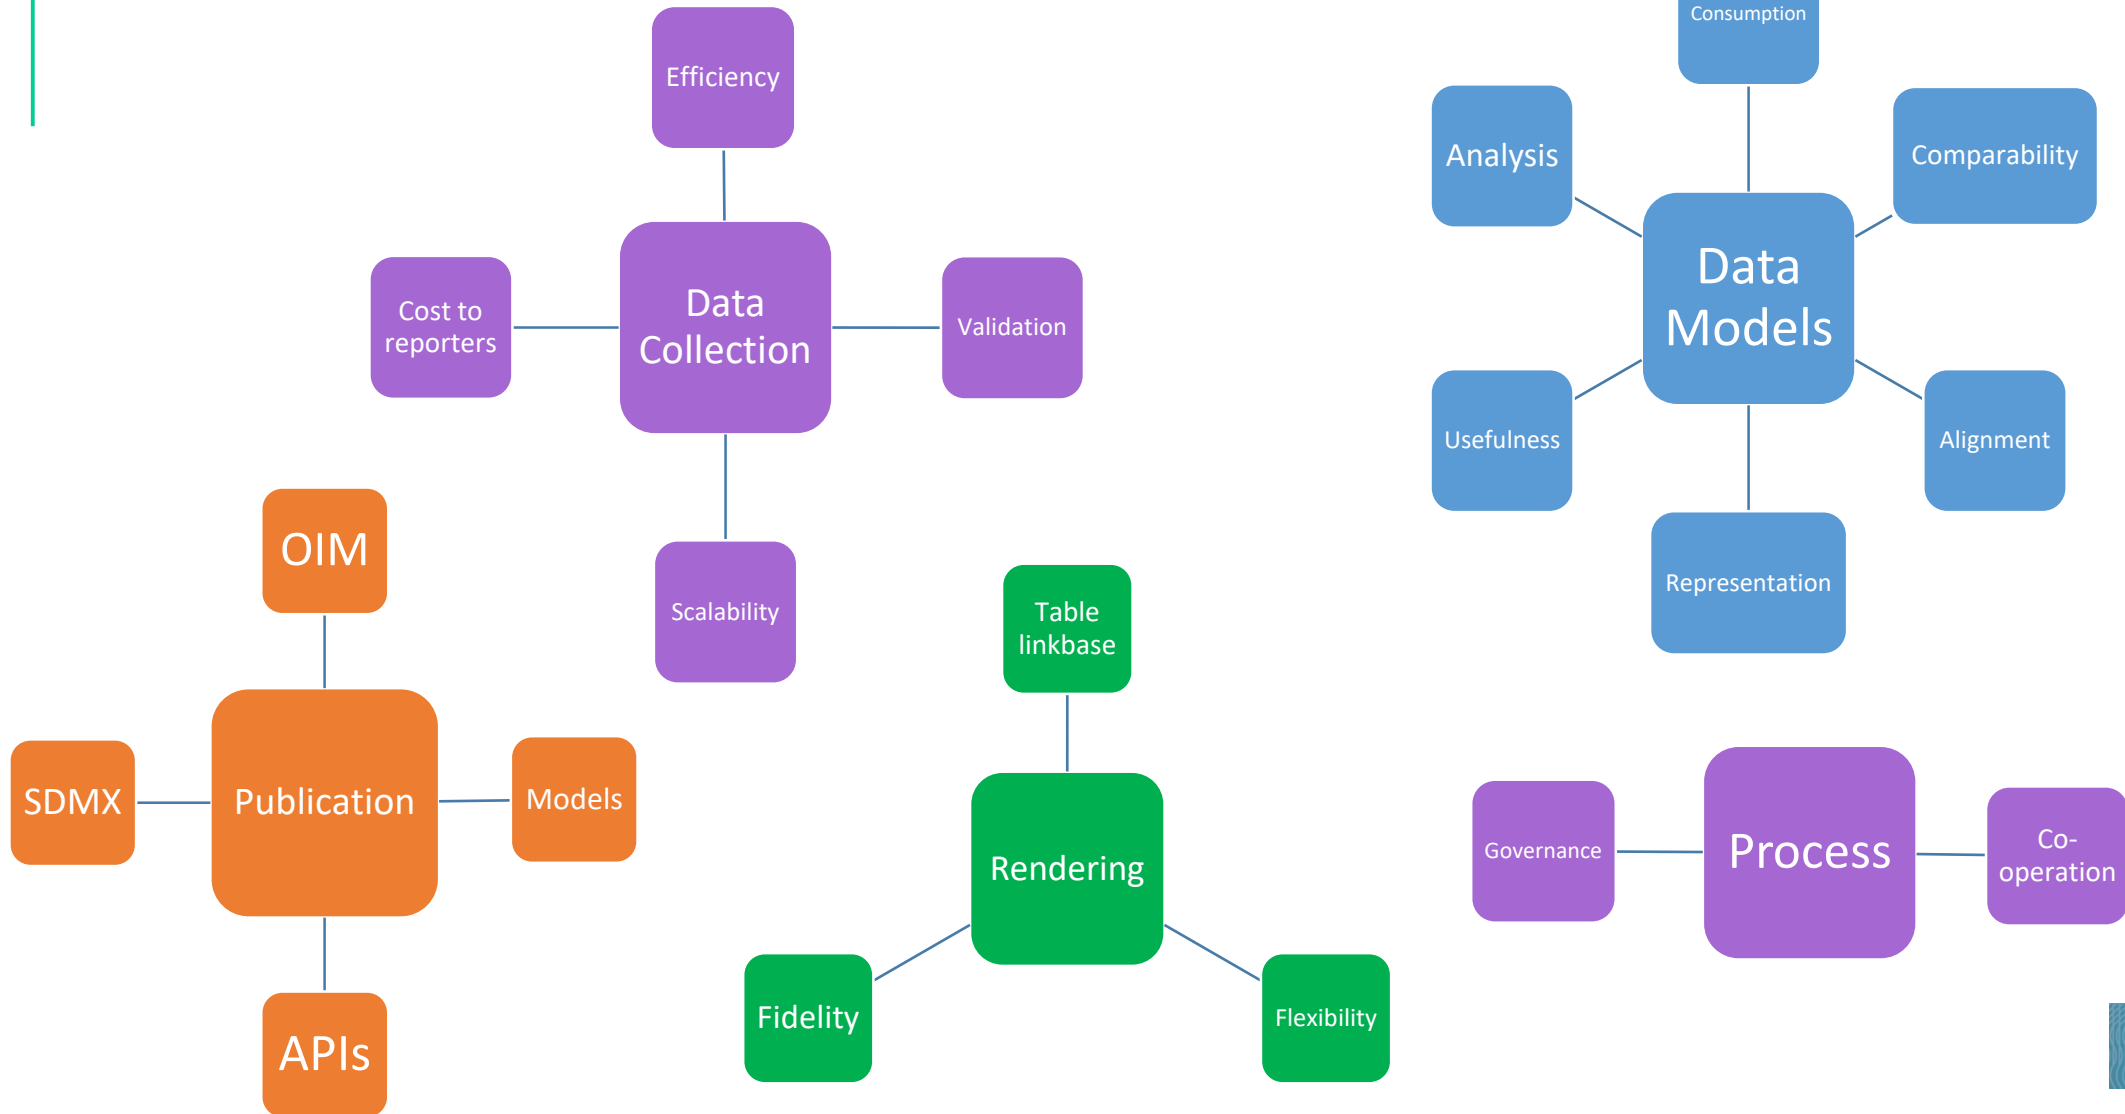 Efficiency
Cost to
reporters
Data
Collection
Validation
Scalability
Consumption
Analysis
Comparability
Data
Models
Usefulness
Alignment
Representation
OIM
SDMX
Publication
Models
APIs
Table
linkbase
Rendering
Fidelity
Flexibility
Governance
Process
Co-
operation